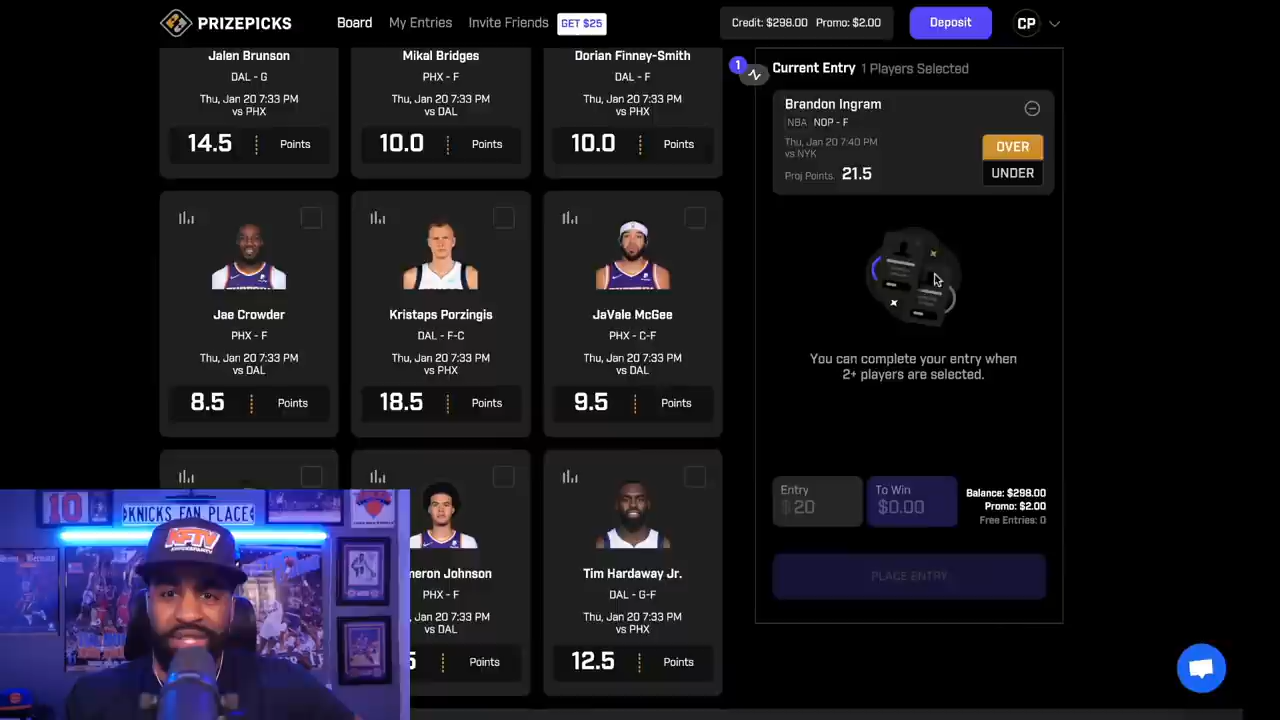 PRIZEPICKS
Board
My Entries
Invite Friends
GET $25
Credit: $298.00 Promo: $2.00
Deposit
CP
Jalen Brunson
DAL - G
Thu, Jan 20 7:33 PM
vs PHX
14.5
Points
Mikal Bridges
PHX - F
Thu, Jan 20 7:33 PM
vs DAL
10.0
Points
Dorian Finney-Smith
DAL - F
Thu, Jan 20 7:33 PM
vs PHX
10.0
Points
Jae Crowder
PHX - F
Thu, Jan 20 7:33 PM
vs DAL
8.5
Points
Kristaps Porzingis
DAL - F-C
Thu, Jan 20 7:33 PM
vs PHX
18.5
Points
JaVale McGee
PHX - C-F
Thu, Jan 20 7:33 PM
vs DAL
9.5
Points
meron Johnson
PHX - F
Jan 20 7:33 PM
vs DAL
5
Points
Tim Hardaway Jr.
DAL - G-F
Thu, Jan 20 7:33 PM
vs PHX
12.5
Points
1
Current Entry 1 Players Selected
Brandon Ingram
NBA NOP - F
Thu, Jan 20 7:40 PM
vs NYK
Proj Points. 21.5
OVER
UNDER
You can complete your entry when
2+ players are selected.
Entry
$20
To Win
$0.00
Balance: $298.00
Promo: $2.00
Free Entries: 0
PLACE ENTRY
10
KNICKS FAN PLACE
KFTV